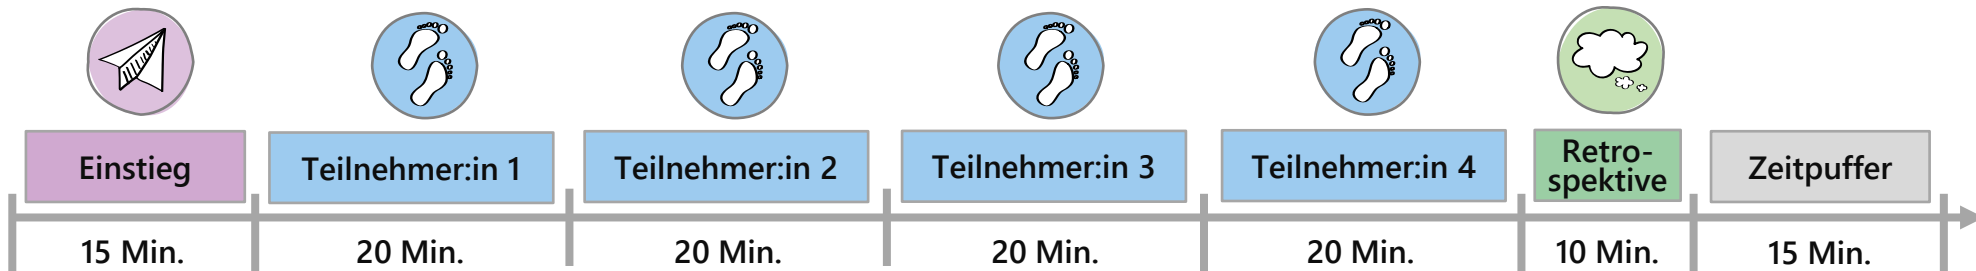 Einstieg
Teilnehmer:in 1
Teilnehmer:in 2
Teilnehmer:in 3
Teilnehmer:in 4
Retro-
spektive
Zeitpuffer
15 Min.
20 Min.
20 Min.
20 Min.
20 Min.
10 Min.
15 Min.